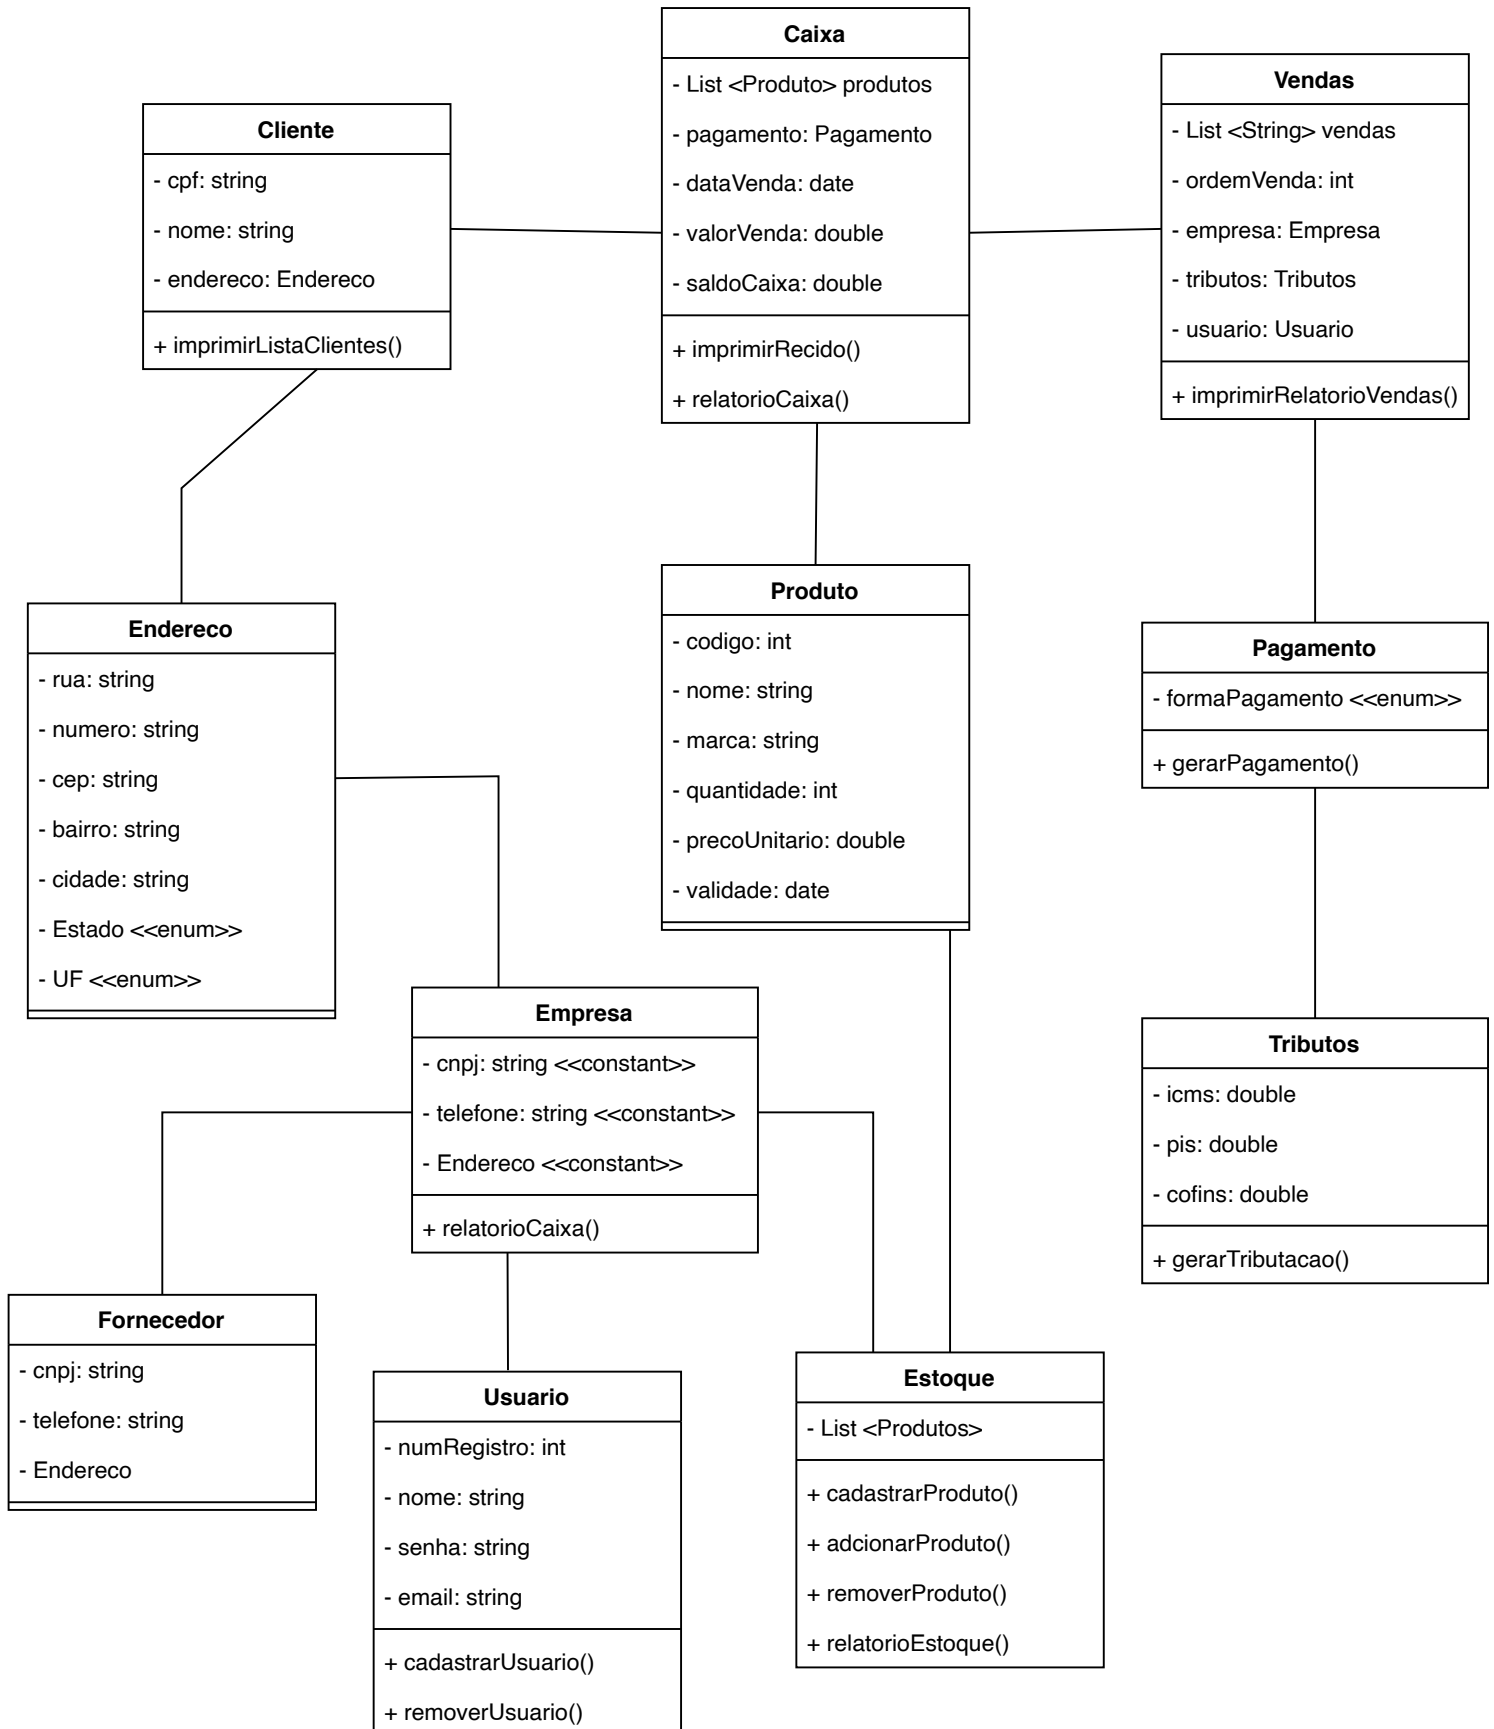 Caixa
- List <Produto> produtos
- pagamento: Pagamento
- dataVenda: date
- valorVenda: double
- saldoCaixa: double
+ imprimirRecido()
+ relatorioCaixa()
Vendas
- List <String> vendas
- ordemVenda: int
- empresa: Empresa
- tributos: Tributos
- usuario: Usuario
+ imprimirRelatorioVendas()
Cliente
- cpf: string
- nome: string
- endereco: Endereco
+ imprimirListaClientes()
Endereco
- rua: string
- numero: string
- cep: string
- bairro: string
- cidade: string
- Estado <<enum>>
- UF <<enum>>
Produto
- codigo: int
- nome: string
- marca: string
- quantidade: int
- precoUnitario: double
- validade: date
Pagamento
- formaPagamento <<enum>>
+ gerarPagamento()
Empresa
- cnpj: string <<constant>>
- telefone: string <<constant>>
- Endereco <<constant>>
+ relatorioCaixa()
Tributos
- icms: double
- pis: double
- cofins: double
+ gerarTributacao()
Fornecedor
- cnpj: string
- telefone: string
- Endereco
Usuario
- numRegistro: int
- nome: string
- senha: string
- email: string
+ cadastrarUsuario()
+ removerUsuario()
Estoque
- List <Produtos>
+ cadastrarProduto()
+ adcionarProduto()
+ removerProduto()
+ relatorioEstoque()